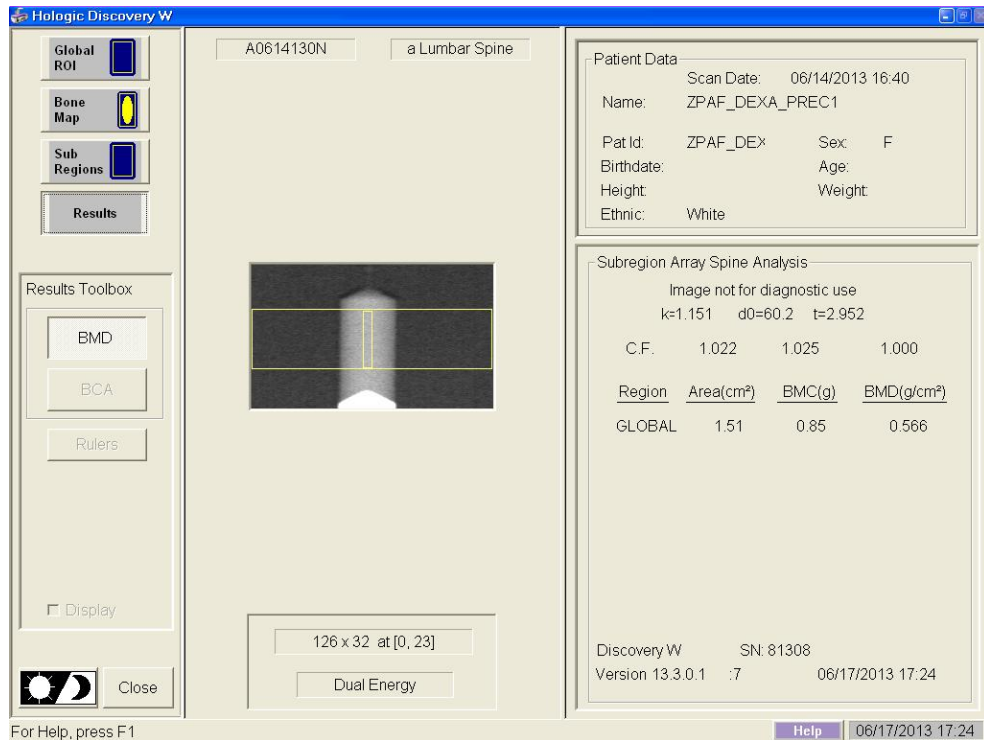 Hologic Discovery W
Global
ROI
Bone
Map
Sub
Regions
Results
Results Toolbox
BMD
BCA
Rulers
Display
Close
A0614130N a Lumbar Spine
126 x 32 at [0, 23]
Dual Energy
Patient Data
Scan Date: 06/14/2013 16:40
Name: ZPAF_DEXA_PREC1
Pat Id: ZPAF_DEX Sex: F
Birthdate: Age:
Height: Weight:
Ethnic: White
Subregion Array Spine Analysis
Image not for diagnostic use
k=1.151 d0=60.2 t=2.952
C.F. 1.022 1.025 1.000
Region Area(cm²) BMC(g) BMD(g/cm²)
GLOBAL 1.51 0.85 0.566
Discovery W SN: 81308
Version 13.3.0.1 :7 06/17/2013 17:24
For Help, press F1 Help 06/17/2013 17:24